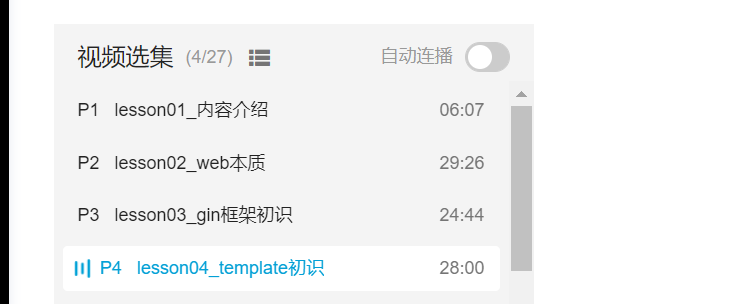 视频选集 (4/27) 自动连播
P1 lesson01_内容介绍 06:07
P2 lesson02_web本质 29:26
P3 lesson03_gin框架初识 24:44
P4 lesson04_template初识 28:00